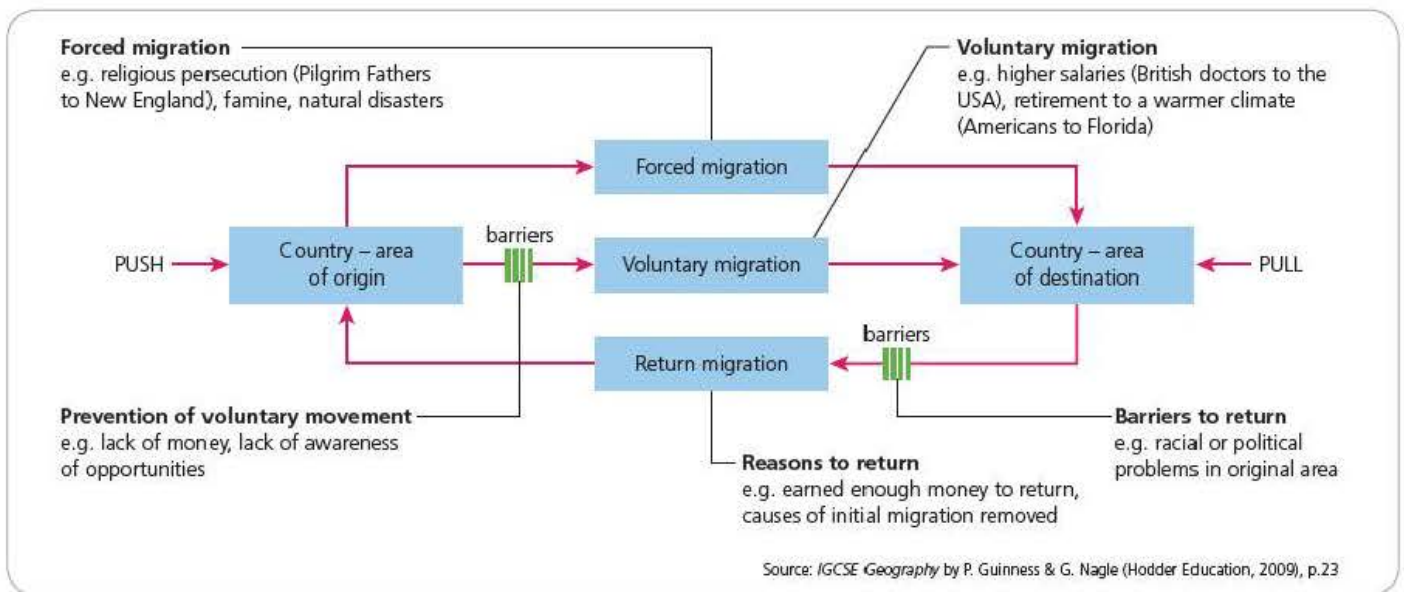 Forced migration
e.g. religious persecution (Pilgrim Fathers
to New England), famine, natural disasters
Voluntary migration
e.g. higher salaries (British doctors to the
USA), retirement to a warmer climate
(Americans to Florida)
Forced migration
PUSH
Country – area
of origin
barriers
Voluntary migration
Country – area
of destination
PULL
barriers
Return migration
Prevention of voluntary movement
e.g. lack of money, lack of awareness
of opportunities
Reasons to return
e.g. earned enough money to return,
causes of initial migration removed
Barriers to return
e.g. racial or political
problems in original area
Source: IGCSE Geography by P. Guinness & G. Nagle (Hodder Education, 2009), p.23